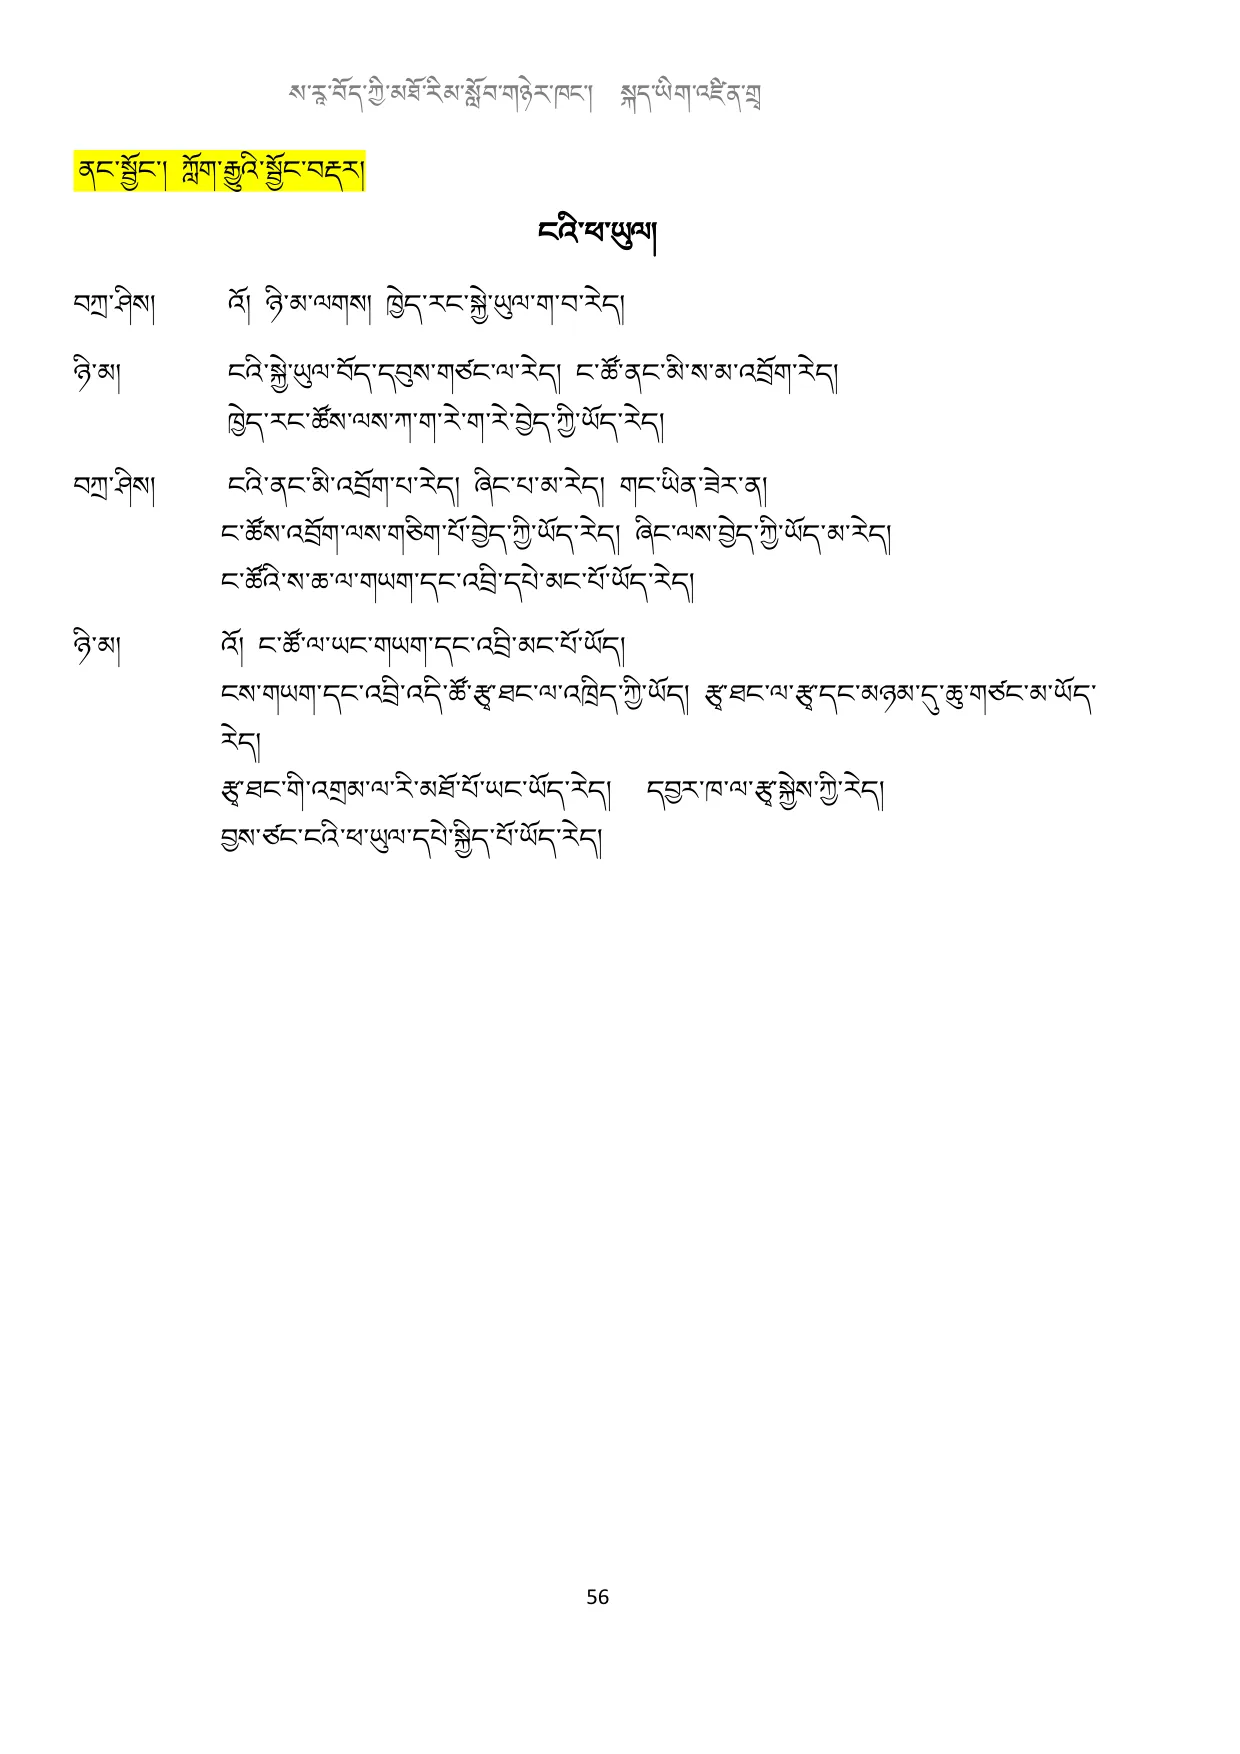 ས་རཱ་བོད་ཀྱི་མཐོ་རིམ་སློབ་གཉེར་ཁང་། སྐད་ཡིག་འཛིན་གྲྭ
ནང་སྦྱོང་། ཀློག་རྒྱུའི་སྦྱོང་བརྡར།
ངའི་ཕ་ཡུལ།
བཀྲ་ཤིས། འོ། ཉི་མ་ལགས། ཁྱེད་རང་སྐྱེ་ཡུལ་ག་བ་རེད།
ཉི་མ། ངའི་སྐྱེ་ཡུལ་བོད་དབུས་གཙང་ལ་རེད། ང་ཚོ་ནང་མི་ས་མ་འབྲོག་རེད།
ཁྱེད་རང་ཚོས་ལས་ཀ་ག་རེ་ག་རེ་བྱེད་ཀྱི་ཡོད་རེད།
བཀྲ་ཤིས། ངའི་ནང་མི་འབྲོག་པ་རེད། ཞིང་པ་མ་རེད། གང་ཡིན་ཟེར་ན།
ང་ཚོས་འབྲོག་ལས་གཅིག་པོ་བྱེད་ཀྱི་ཡོད་རེད། ཞིང་ལས་བྱེད་ཀྱི་ཡོད་མ་རེད།
ང་ཚོའི་ས་ཆ་ལ་གཡག་དང་འབྲི་དཔེ་མང་པོ་ཡོད་རེད།
ཉི་མ། འོ། ང་ཚོ་ལ་ཡང་གཡག་དང་འབྲི་མང་པོ་ཡོད།
ངས་གཡག་དང་འབྲི་འདི་ཚོ་རྩྭ་ཐང་ལ་འཁྲིད་ཀྱི་ཡོད། རྩྭ་ཐང་ལ་རྩྭ་དང་མཉམ་དུ་ཆུ་གཙང་མ་ཡོད་
རེད།
རྩྭ་ཐང་གི་འགྲམ་ལ་རི་མཐོ་པོ་ཡང་ཡོད་རེད། དབྱར་ཁ་ལ་རྩྭ་སྐྱེས་ཀྱི་རེད།
བྱས་ཙང་ངའི་ཕ་ཡུལ་དཔེ་སྐྱིད་པོ་ཡོད་རེད།
56